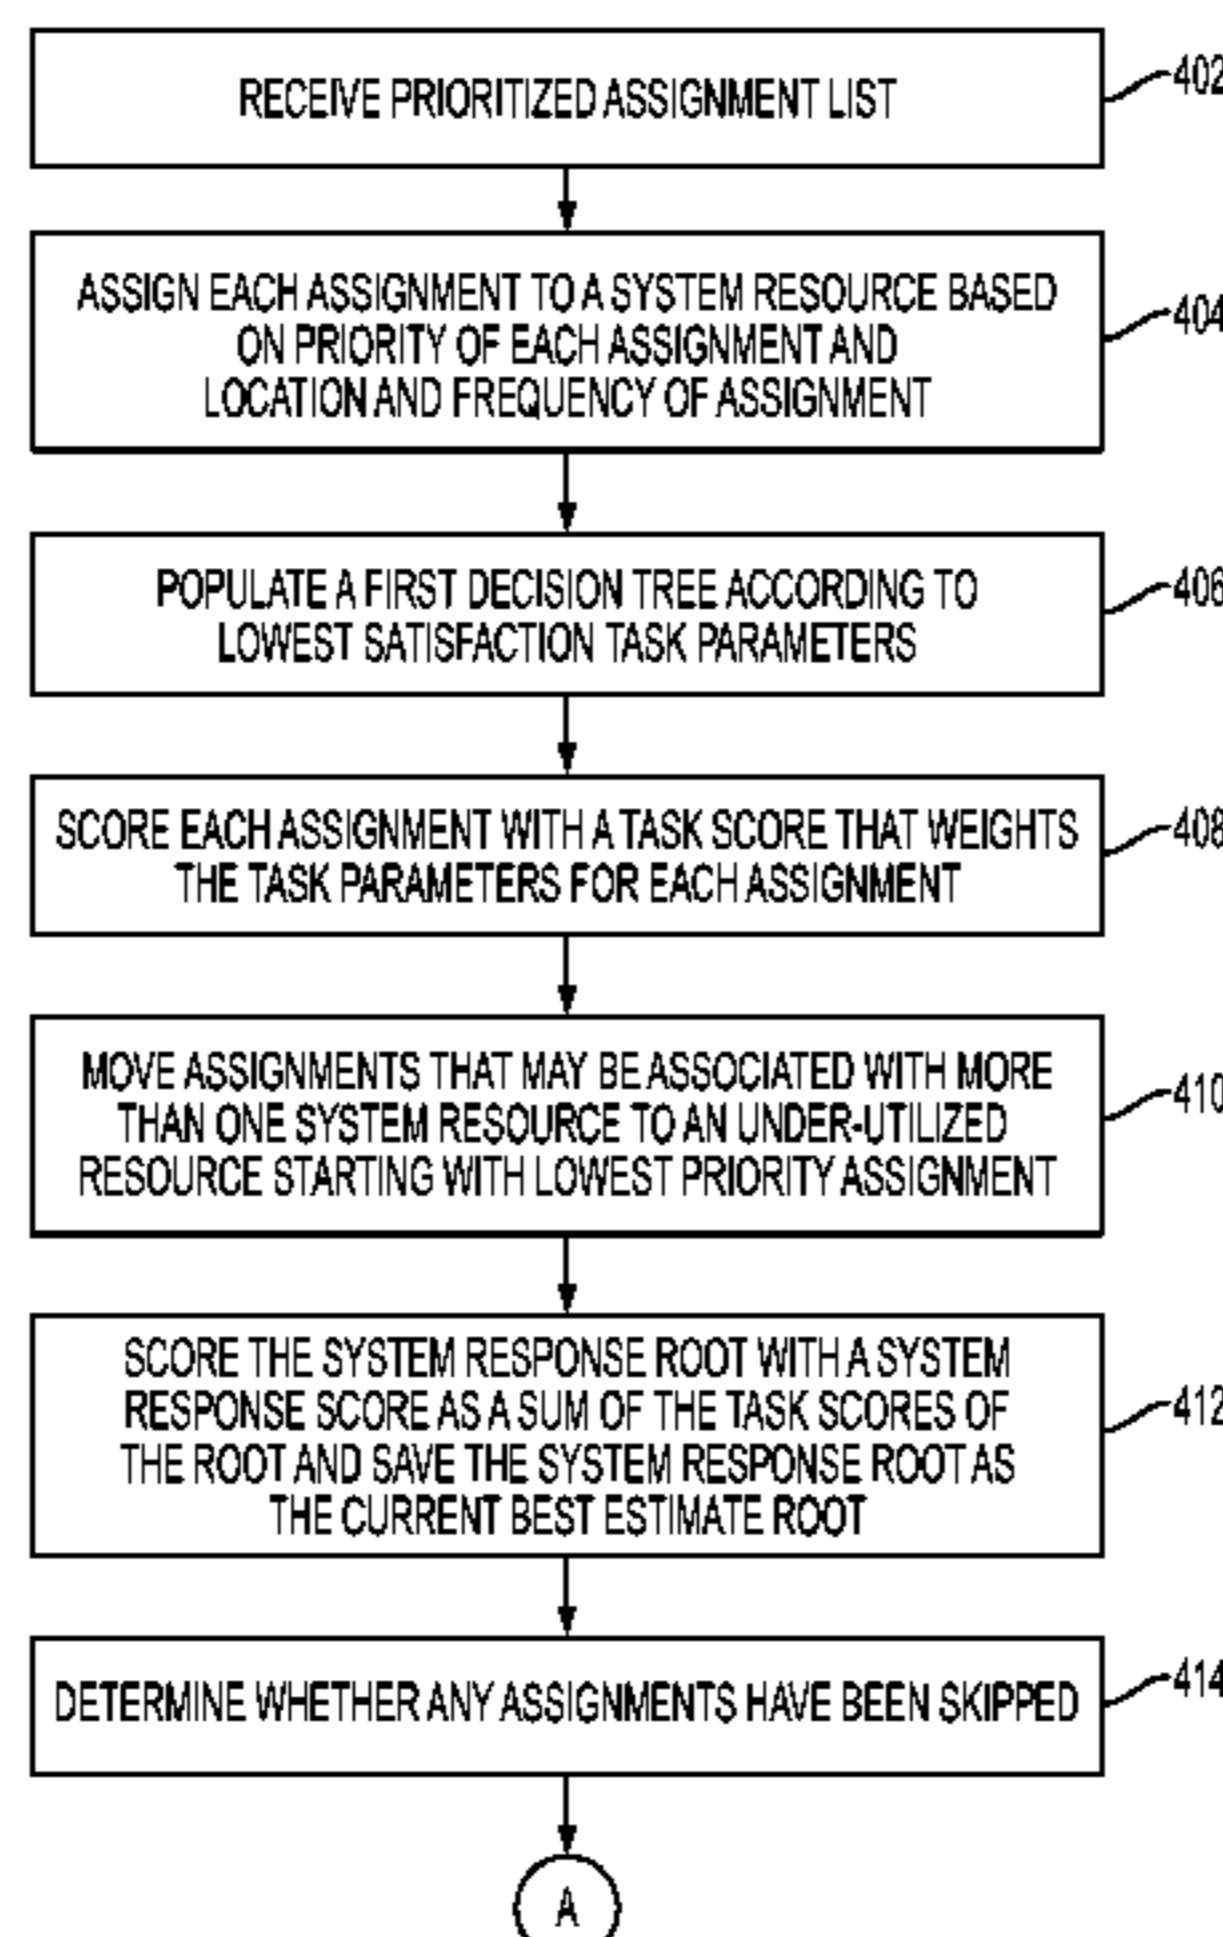 RECEIVE PRIORITIZED ASSIGNMENT LIST
402
ASSIGN EACH ASSIGNMENT TO A SYSTEM RESOURCE BASED
ON PRIORITY OF EACH ASSIGNMENT AND
LOCATION AND FREQUENCY OF ASSIGNMENT
404
POPULATE A FIRST DECISION TREE ACCORDING TO
LOWEST SATISFACTION TASK PARAMETERS
406
SCORE EACH ASSIGNMENT WITH A TASK SCORE THAT WEIGHTS
THE TASK PARAMETERS FOR EACH ASSIGNMENT
408
MOVE ASSIGNMENTS THAT MAY BE ASSOCIATED WITH MORE
THAN ONE SYSTEM RESOURCE TO AN UNDER-UTILIZED
RESOURCE STARTING WITH LOWEST PRIORITY ASSIGNMENT
410
SCORE THE SYSTEM RESPONSE ROOT WITH A SYSTEM
RESPONSE SCORE AS A SUM OF THE TASK SCORES OF
THE ROOT AND SAVE THE SYSTEM RESPONSE ROOT AS
THE CURRENT BEST ESTIMATE ROOT
412
DETERMINE WHETHER ANY ASSIGNMENTS HAVE BEEN SKIPPED
414
A